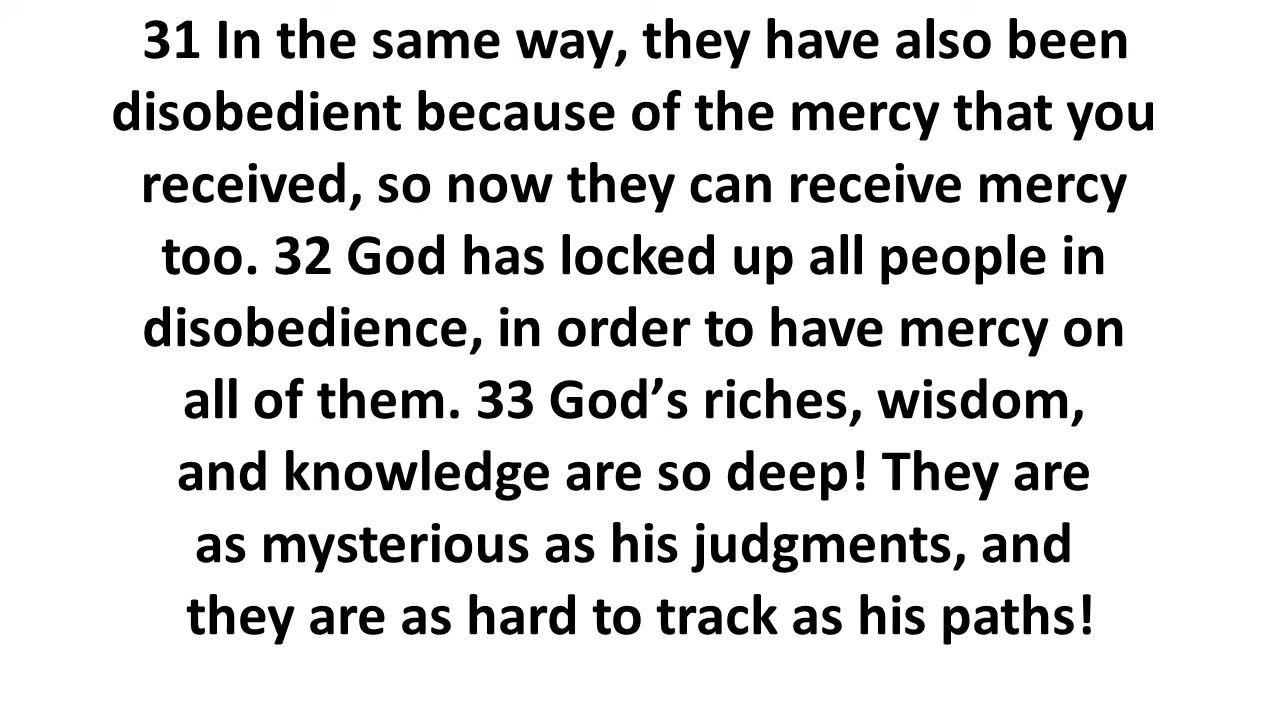 31 In the same way, they have also been
disobedient because of the mercy that you
received, so now they can receive mercy
too. 32 God has locked up all people in
disobedience, in order to have mercy on
all of them. 33 God’s riches, wisdom,
and knowledge are so deep! They are
as mysterious as his judgments, and
they are as hard to track as his paths!